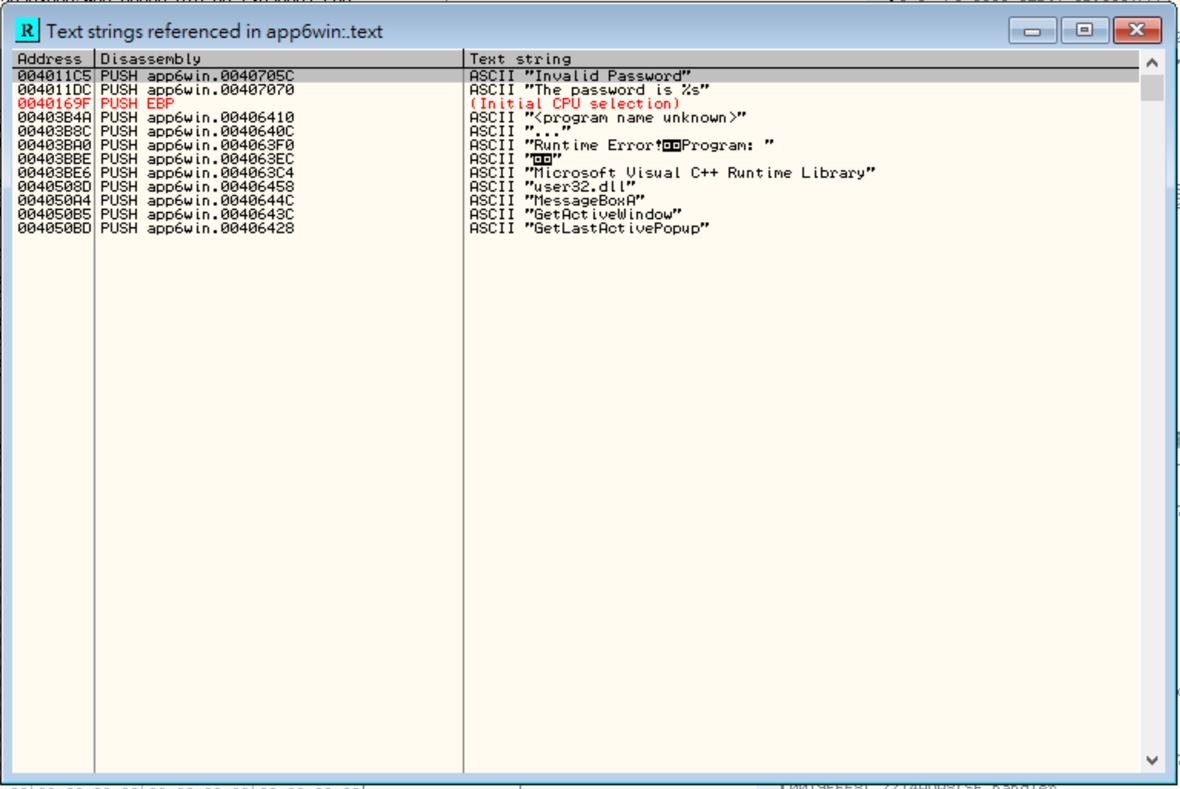 R Text strings referenced in app6win:.text
Address Disassembly Text string
004011C5 PUSH app6win.0040705C ASCII "Invalid Password"
004011DC PUSH app6win.00407070 ASCII "The password is %s"
0040169F PUSH EBP (Initial CPU selection)
00403B4A PUSH app6win.00406410 ASCII "<program name unknown>"
00403B8C PUSH app6win.0040640C ASCII "..."
00403BA0 PUSH app6win.004063F0 ASCII "Runtime Error!◙◙Program: "
00403BBE PUSH app6win.004063EC ASCII "◙◙"
00403BE6 PUSH app6win.004063C4 ASCII "Microsoft Visual C++ Runtime Library"
0040508D PUSH app6win.00406458 ASCII "user32.dll"
004050A4 PUSH app6win.0040644C ASCII "MessageBoxA"
004050B5 PUSH app6win.0040643C ASCII "GetActiveWindow"
004050BD PUSH app6win.00406428 ASCII "GetLastActivePopup"